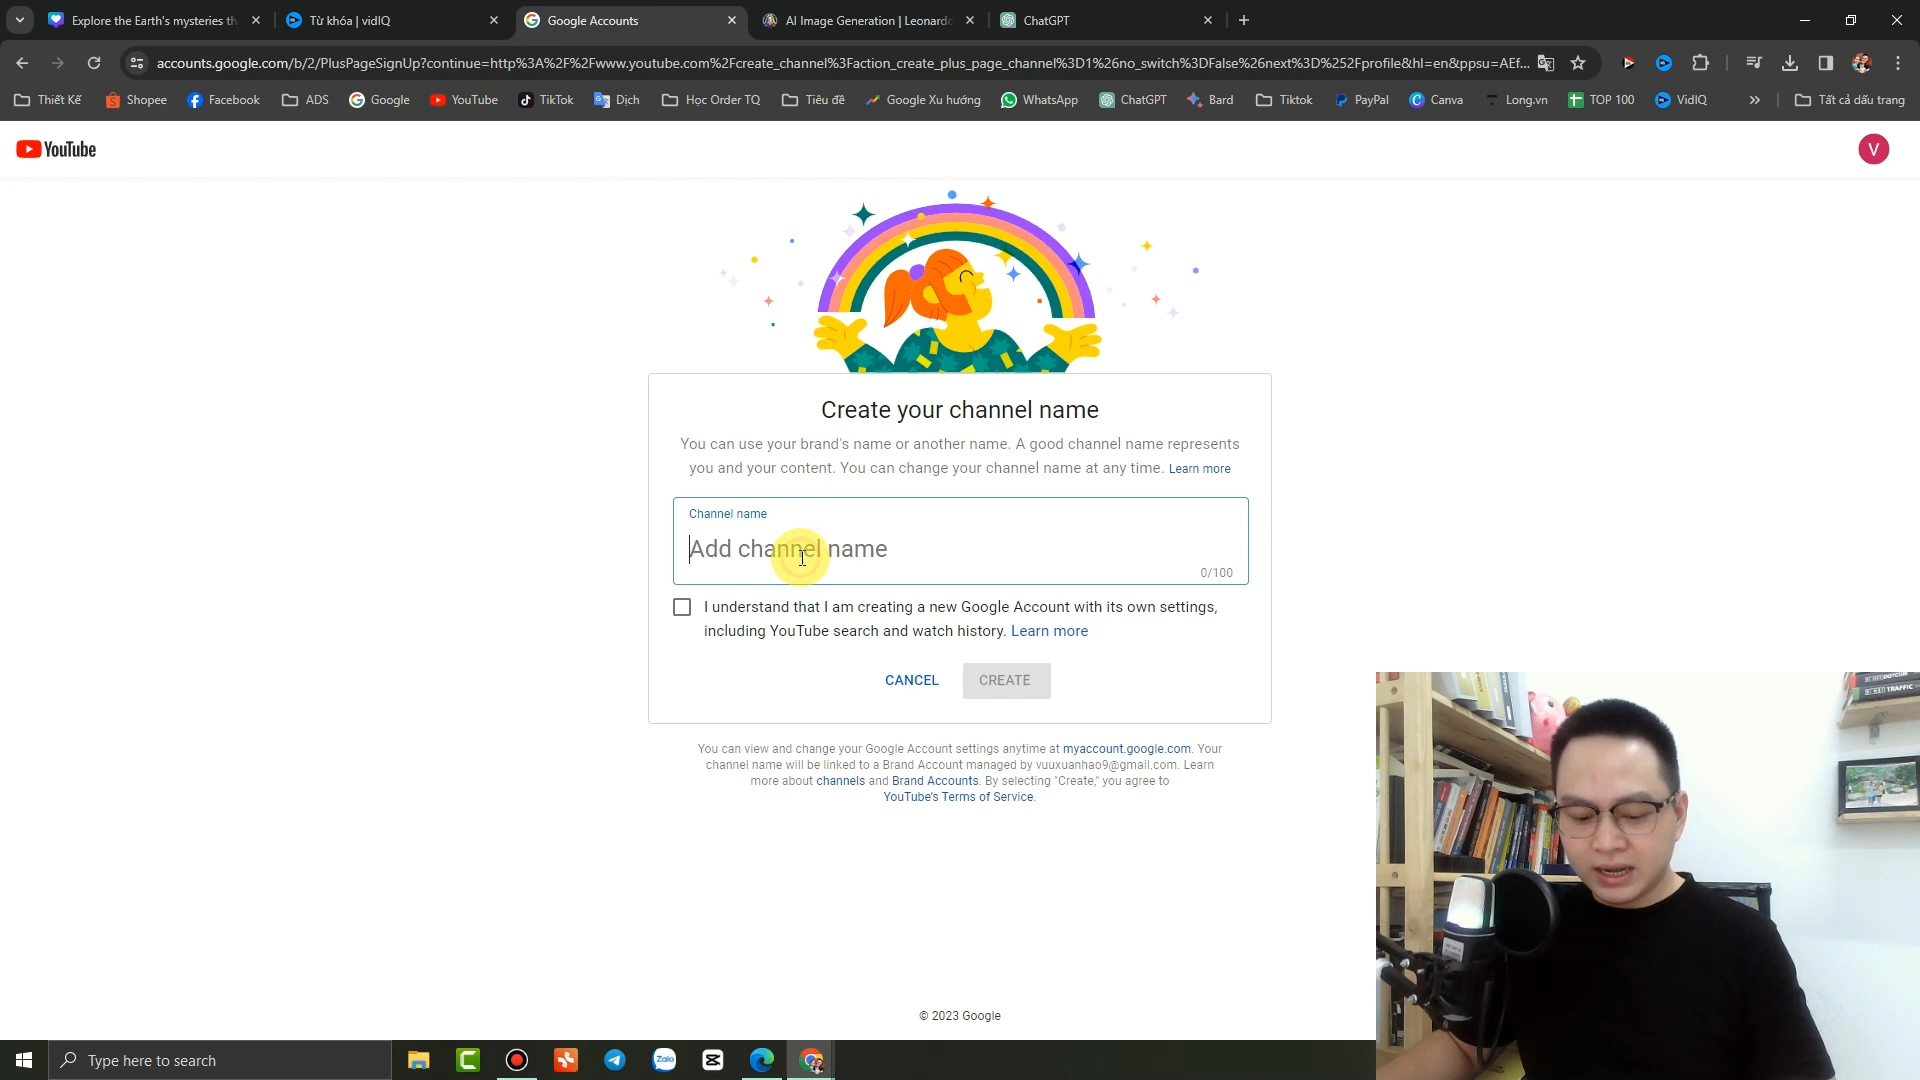 Explore the Earth's mysteries th
Từ khóa | vidIQ
Google Accounts
AI Image Generation | Leonardo
ChatGPT
accounts.google.com/b/2/PlusPageSignUp?continue=http%3A%2F%2Fwww.youtube.com%2Fcreate_channel%3Faction_create_plus_page_channel%3D1%26no_switch%3DFalse%26next%3D%252Fprofile&hl=en&ppsu=AEf...
Thiết Kế
Shopee
Facebook
ADS
Google
YouTube
TikTok
Dịch
Học Order TQ
Tiêu đề
Google Xu hướng
WhatsApp
ChatGPT
Bard
Tiktok
PayPal
Canva
Long.vn
TOP 100
VidIQ
Tất cả dấu trang
YouTube
V
Create your channel name
You can use your brand's name or another name. A good channel name represents
you and your content. You can change your channel name at any time. Learn more
Channel name
Add channel name
0/100
I understand that I am creating a new Google Account with its own settings,
including YouTube search and watch history. Learn more
CANCEL
CREATE
You can view and change your Google Account settings anytime at myaccount.google.com. Your
channel name will be linked to a Brand Account managed by vuuxuanhao9@gmail.com. Learn
more about channels and Brand Accounts. By selecting "Create," you agree to
YouTube's Terms of Service.
© 2023 Google
TRAFFIC
Type here to search
Zalo